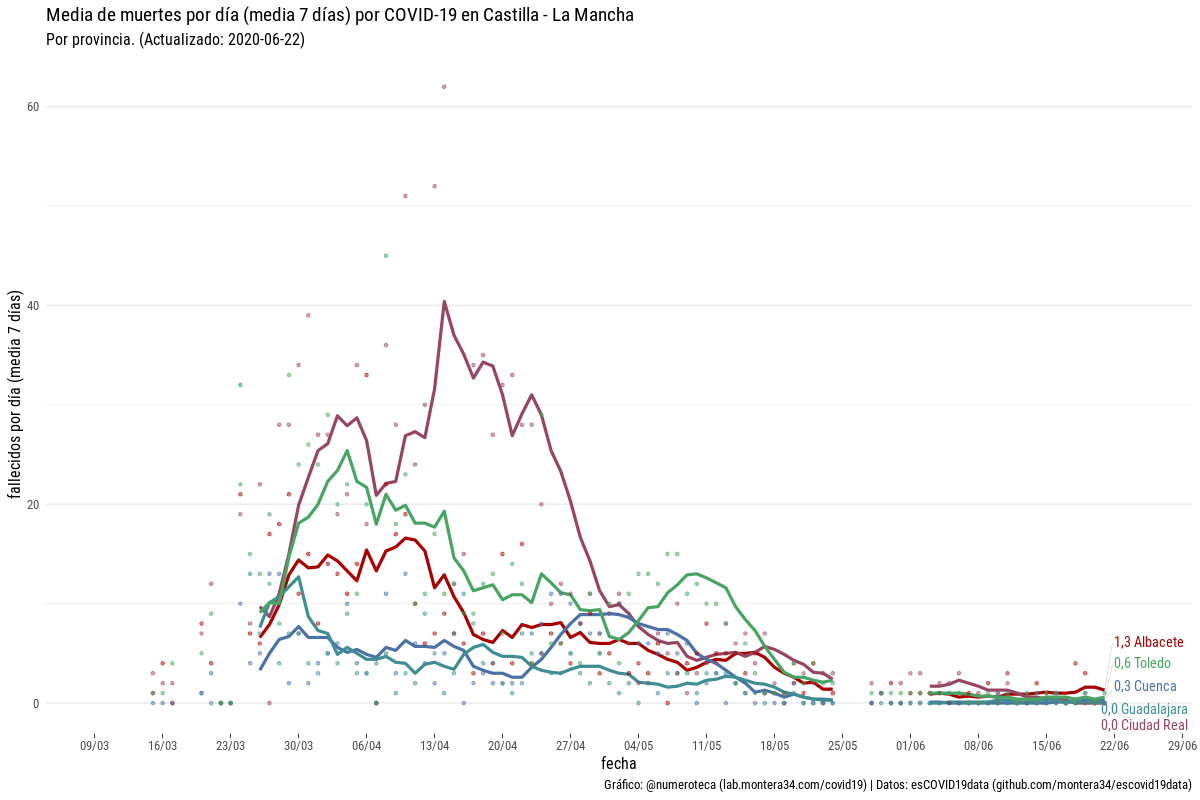 Media de muertes por día (media 7 días) por COVID-19 en Castilla - La Mancha
Por provincia. (Actualizado: 2020-06-22)
fallecidos por día (media 7 días)
60
40
20
0
1,3 Albacete
0,6 Toledo
0,3 Cuenca
0,0 Guadalajara
0,0 Ciudad Real
09/03 16/03 23/03 30/03 06/04 13/04 20/04 27/04 04/05 11/05 18/05 25/05 01/06 08/06 15/06 22/06 29/06
fecha
Gráfico: @numeroteca (lab.montera34.com/covid19) | Datos: esCOVID19data (github.com/montera34/escovid19data)